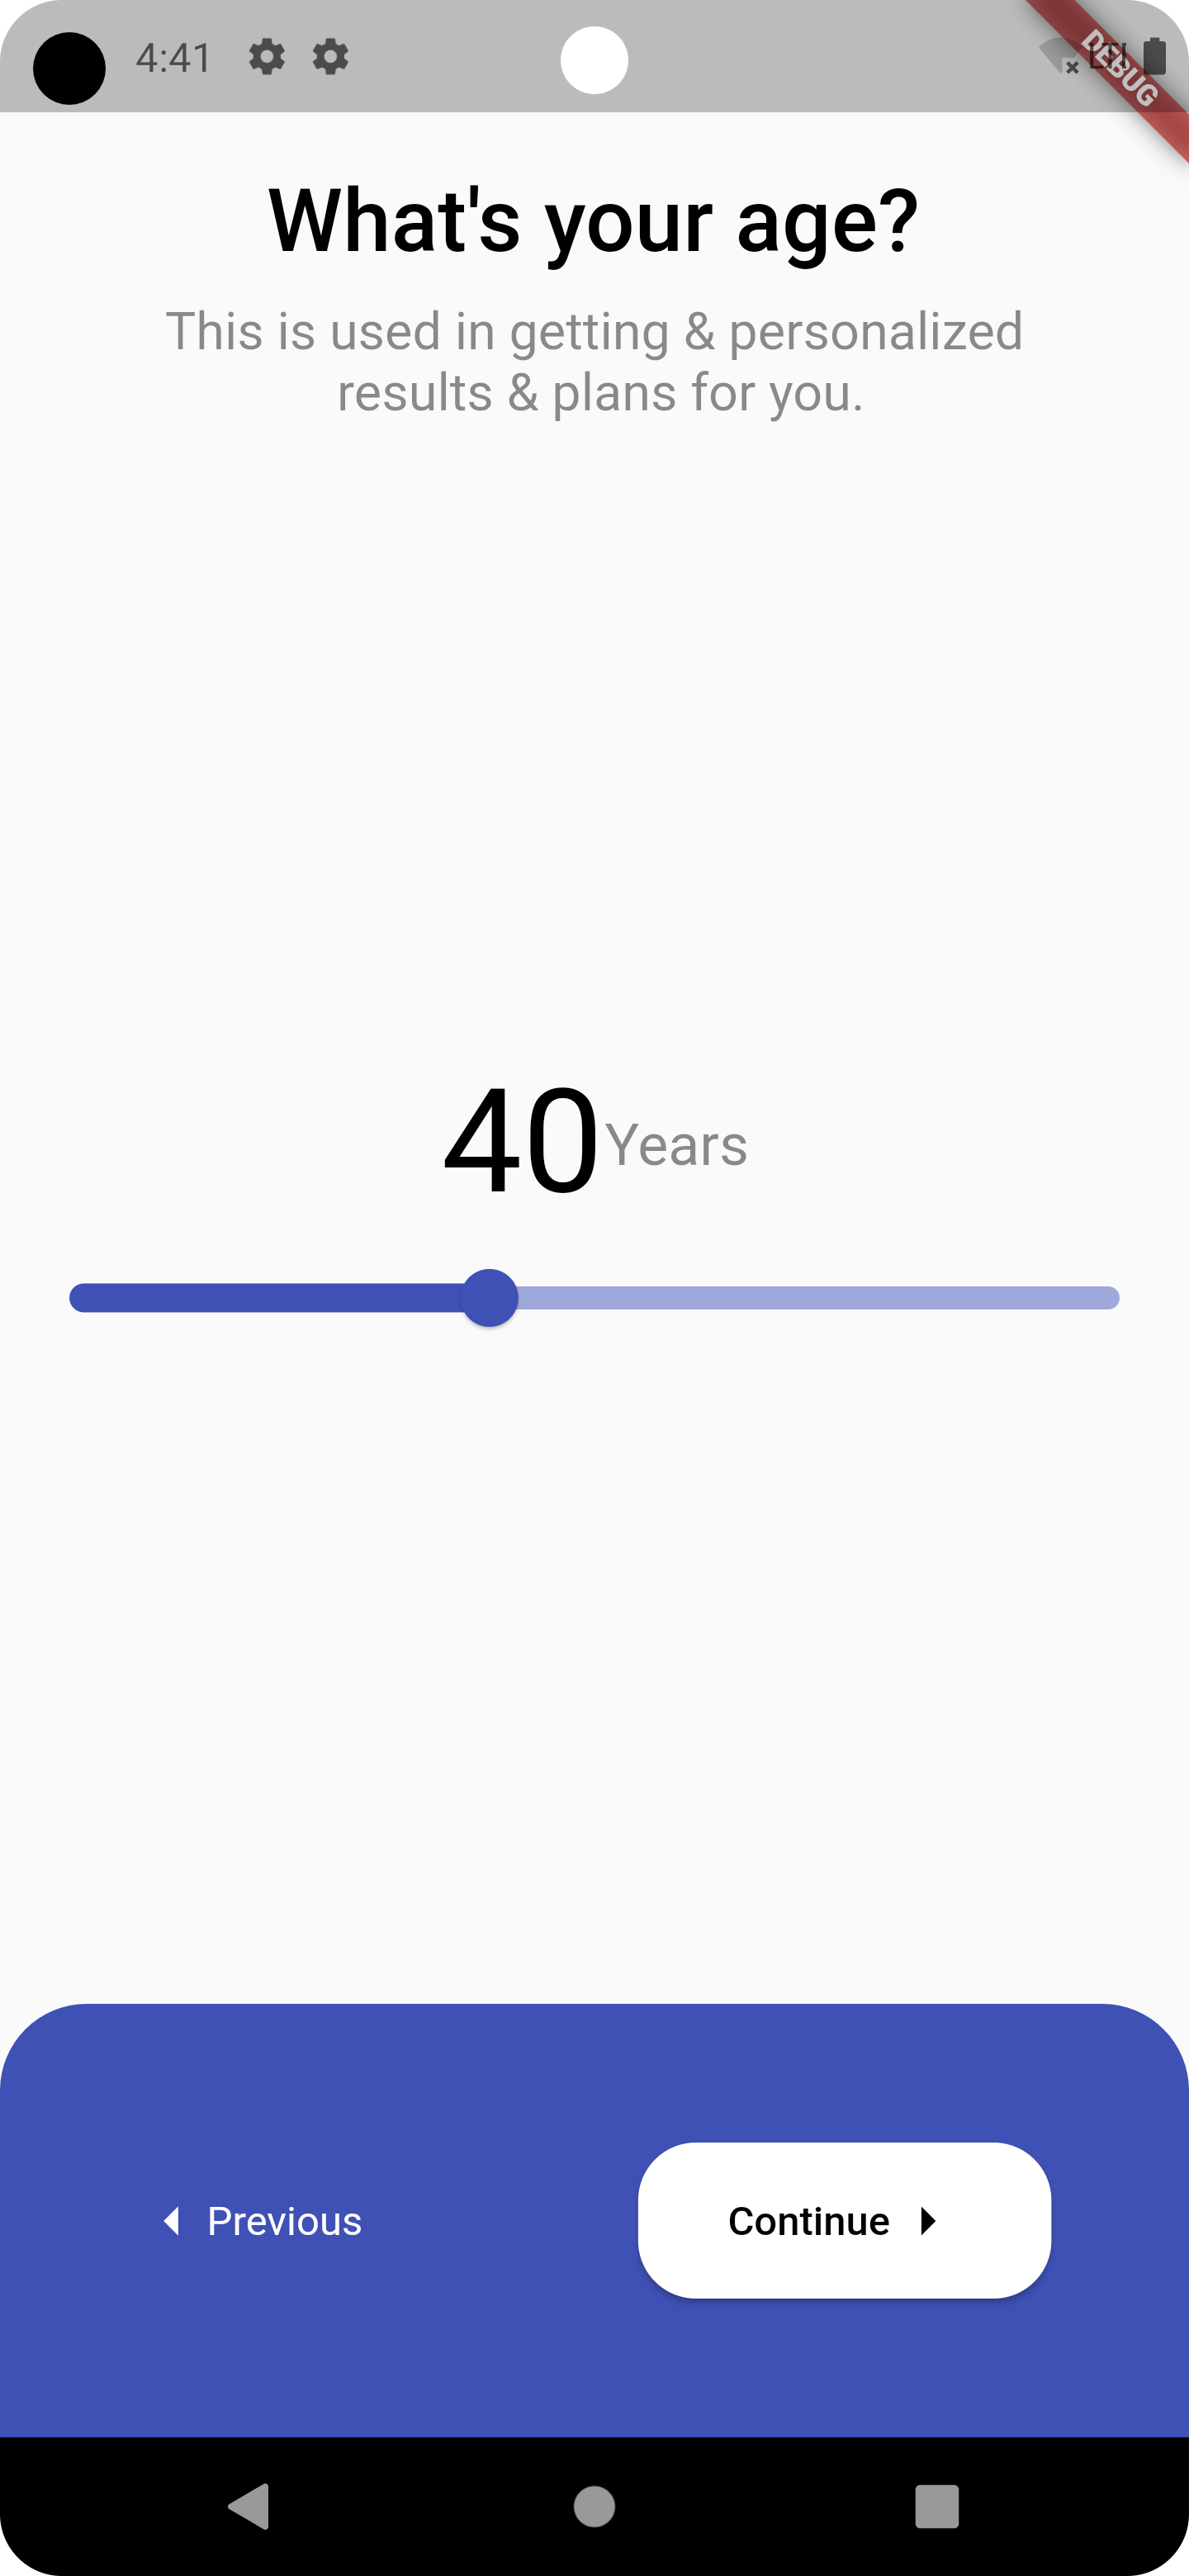 4:41
DEBUG
What's your age?
This is used in getting & personalized
results & plans for you.
40 Years
Previous
Continue